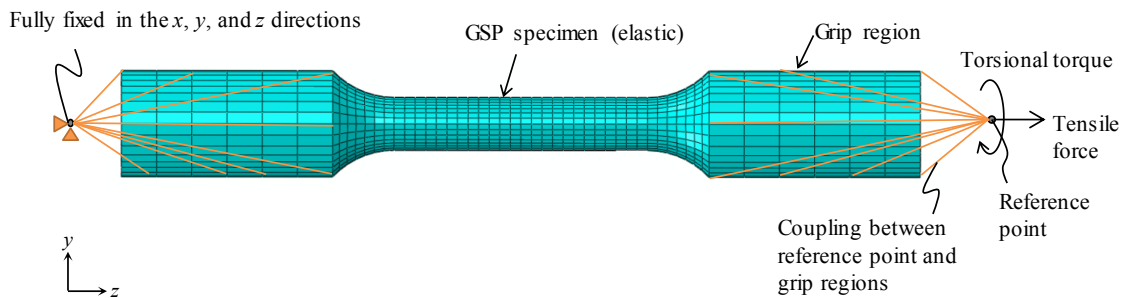 Fully fixed in the x, y, and z directions
GSP specimen (elastic)
Grip region
Torsional torque
Tensile
force
Reference
point
Coupling between
reference point and
grip regions
y
z